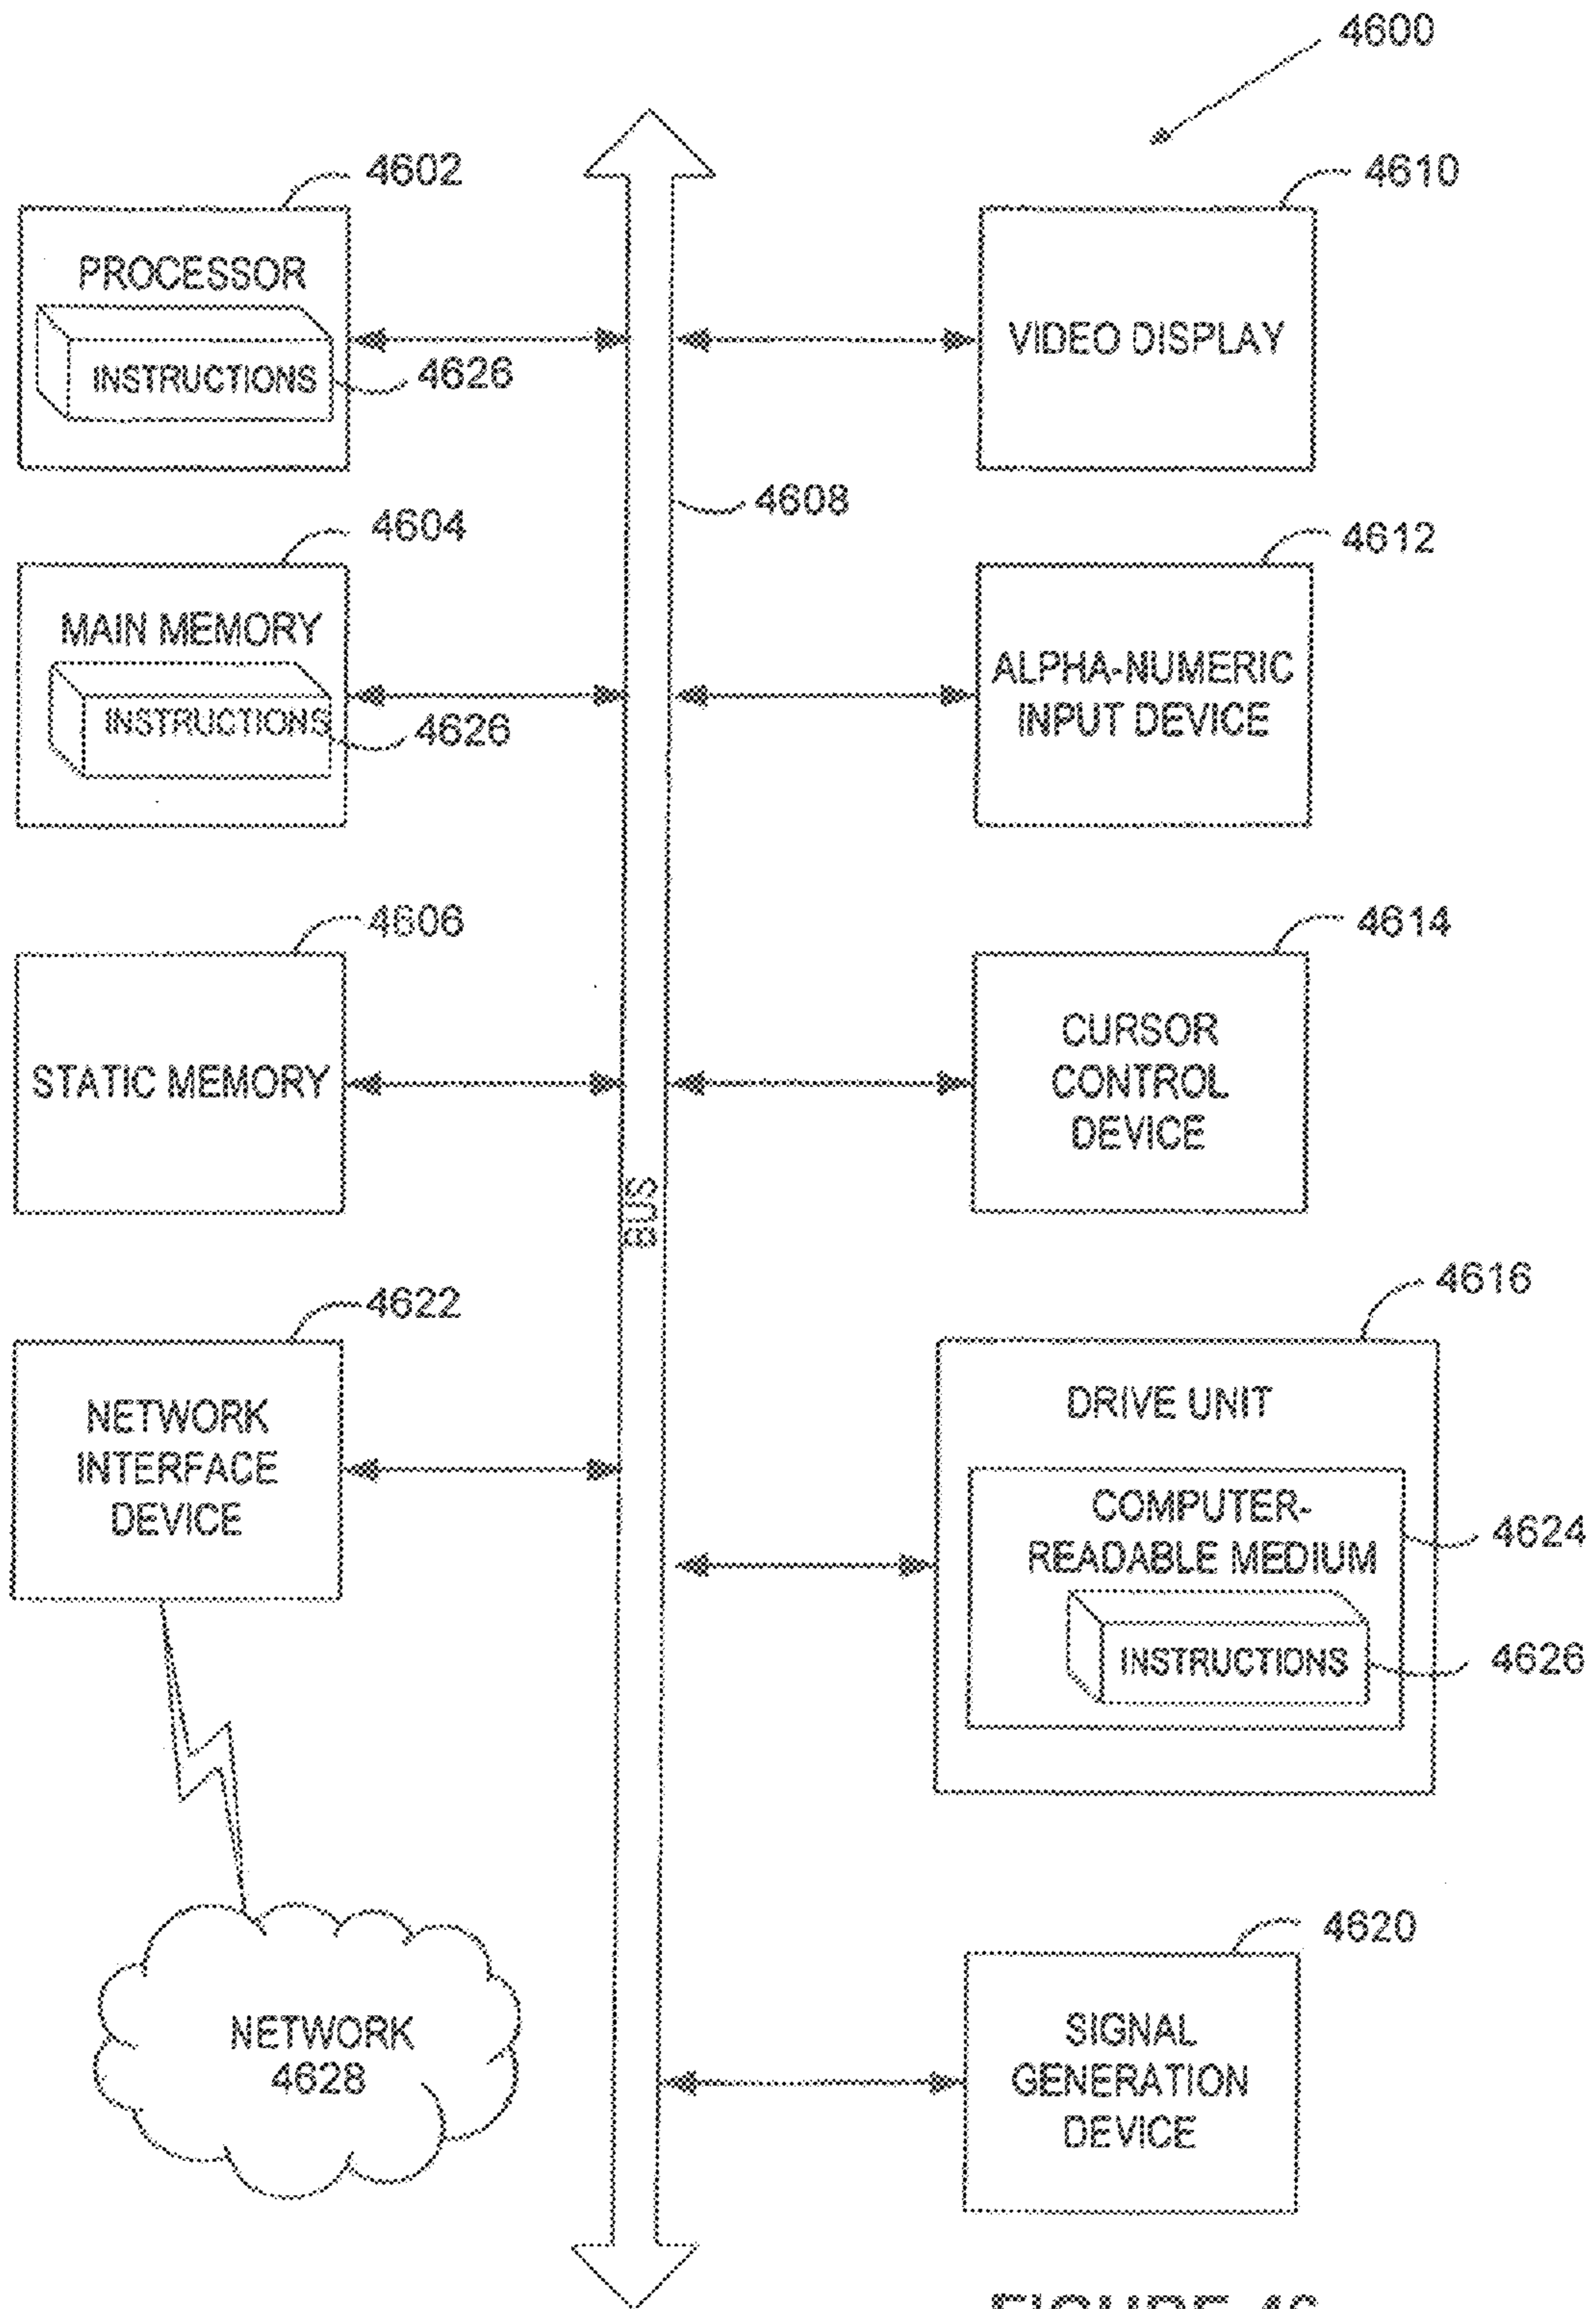 4600
4602
PROCESSOR
INSTRUCTIONS
4626
4610
VIDEO DISPLAY
4608
4604
MAIN MEMORY
INSTRUCTIONS
4626
4612
ALPHA-NUMERIC
INPUT DEVICE
4606
STATIC MEMORY
4614
CURSOR
CONTROL
DEVICE
BUS
4622
NETWORK
INTERFACE
DEVICE
4616
DRIVE UNIT
COMPUTER-
READABLE MEDIUM
4624
INSTRUCTIONS
4626
NETWORK
4628
4620
SIGNAL
GENERATION
DEVICE
FIGURE 46